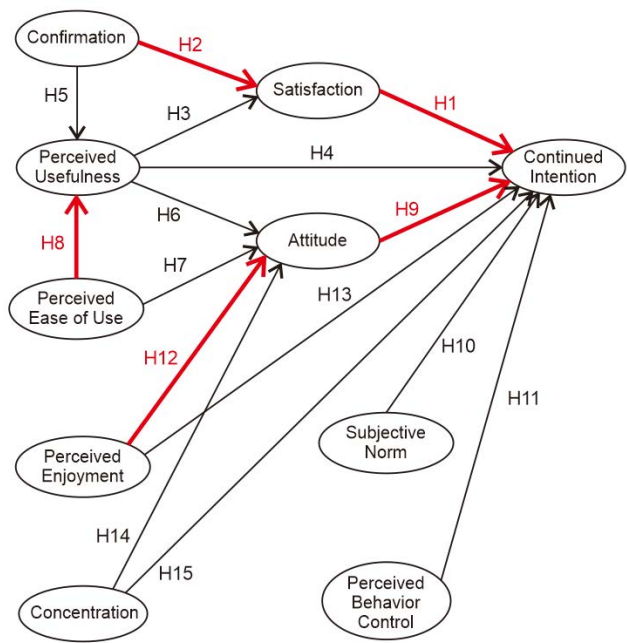 Confirmation
H2
Satisfaction
H1
H5
H3
Perceived
Usefulness
H4
Continued
Intention
H6
H9
H8
Attitude
H7
Perceived
Ease of Use
H13
H12
H10
H11
Subjective
Norm
Perceived
Enjoyment
H14
H15
Perceived
Behavior
Control
Concentration